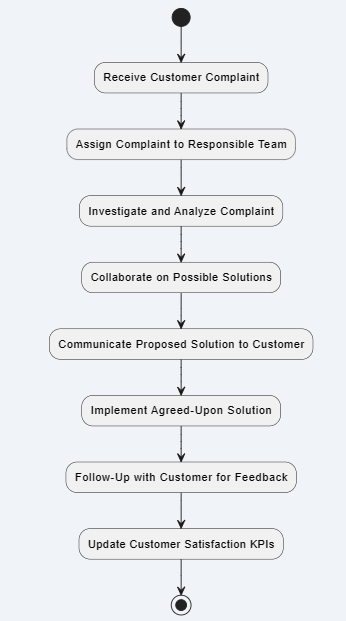 Receive Customer Complaint
Assign Complaint to Responsible Team
Investigate and Analyze Complaint
Collaborate on Possible Solutions
Communicate Proposed Solution to Customer
Implement Agreed-Upon Solution
Follow-Up with Customer for Feedback
Update Customer Satisfaction KPIs